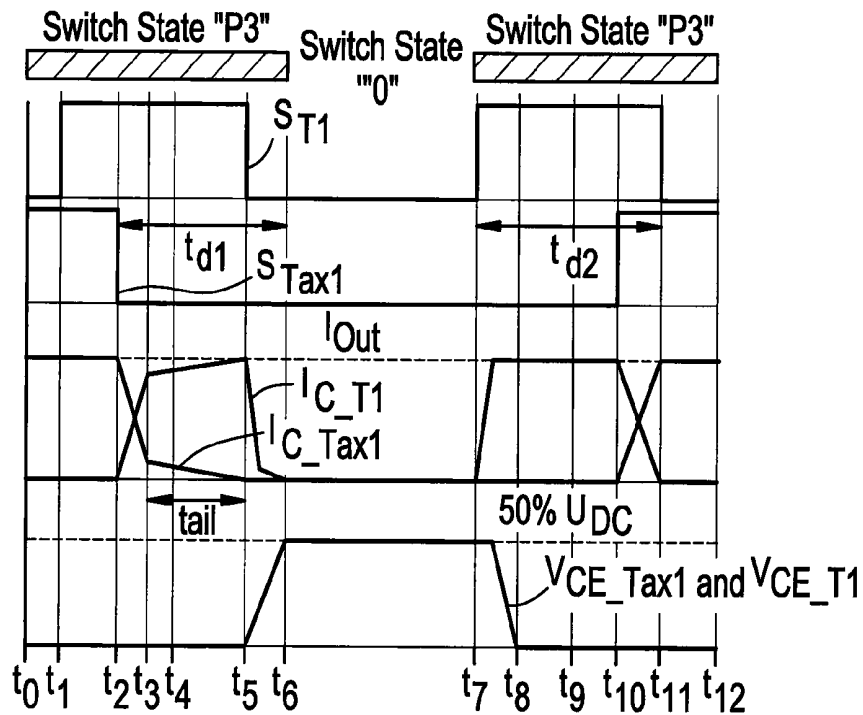 Switch State "P3"
Switch State
"'0"
Switch State "P3"
S T1
t d1
t d2
S Tax1
I Out
I C_T1
I C_Tax1
tail
50% U DC
V CE_Tax1 and V CE_T1
t0 t1 t2 t3 t4 t5 t6 t7 t8 t9 t10 t11 t12